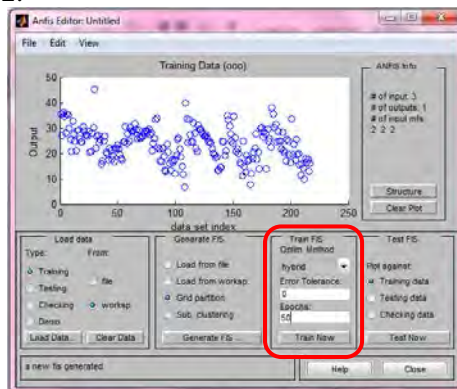 2.
Anfis Editor: Untitled
File Edit View
Training Data (ooo)
50
40
30
20
10
0
Output
0 50 100 150 200 250
data set index
ANFIS Info
# of input: 3
# of outputs: 1
# of input mfs:
2 2 2
Structure
Clear Plot
Load data
Type: From:
Training
Testing
Checking
Demo
file
worksp.
Load Data... Clear Data
Generate FIS
Load from file
Load from worksp.
Grid partition
Sub. clustering
Generate FIS ...
Train FIS
Optim. Method:
hybrid
Error Tolerance:
0
Epochs:
50
Train Now
Test FIS
Plot against:
Training data
Testing data
Checking data
Test Now
a new fis generated
Help Close